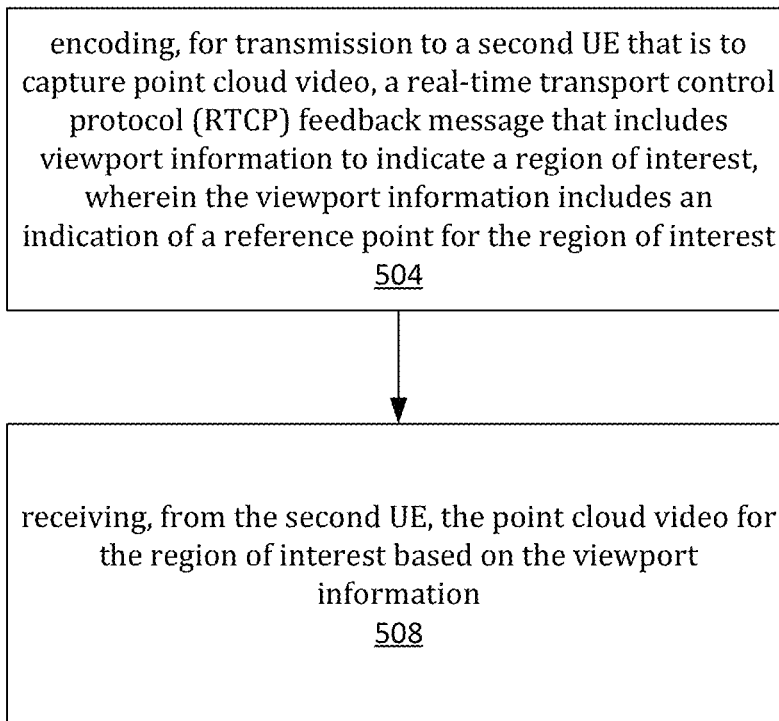 encoding, for transmission to a second UE that is to
capture point cloud video, a real-time transport control
protocol (RTCP) feedback message that includes
viewport information to indicate a region of interest,
wherein the viewport information includes an
indication of a reference point for the region of interest
504
receiving, from the second UE, the point cloud video for
the region of interest based on the viewport
information
508